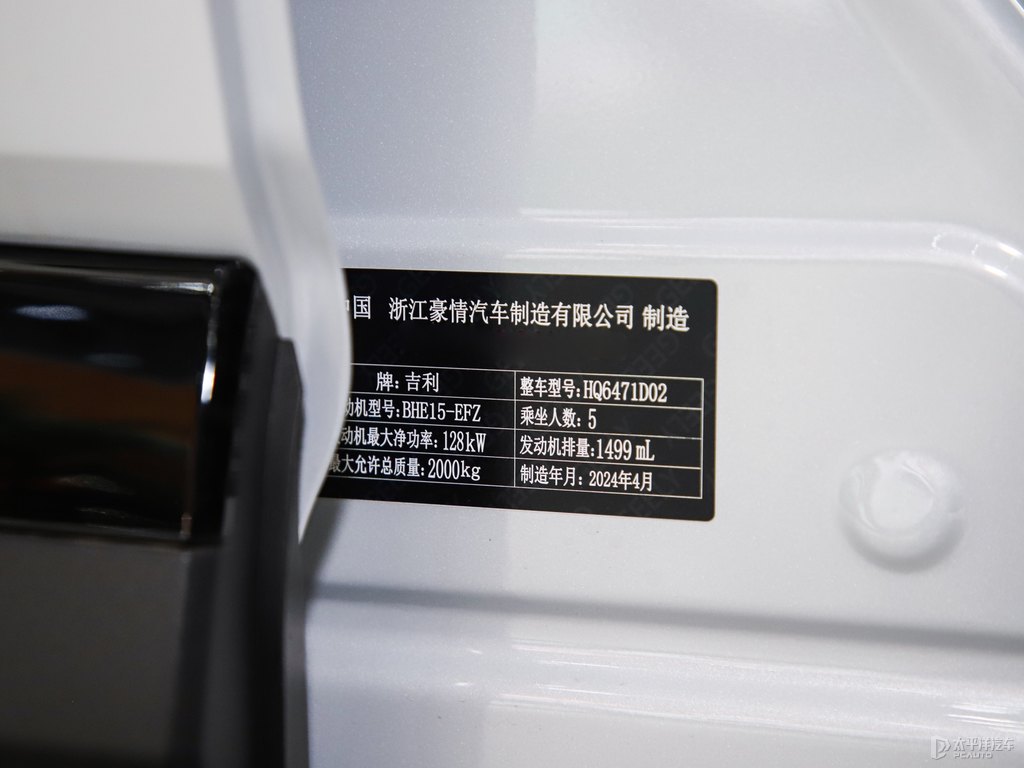 中国 浙江豪情汽车制造有限公司 制造
牌：吉利 整车型号：HQ6471D02
动机型号：BHE15-EFZ 乘坐人数：5
动机最大净功率：128kW 发动机排量：1499mL
最大允许总质量：2000kg 制造年月：2024年4月
太平洋汽车
PCAUTO